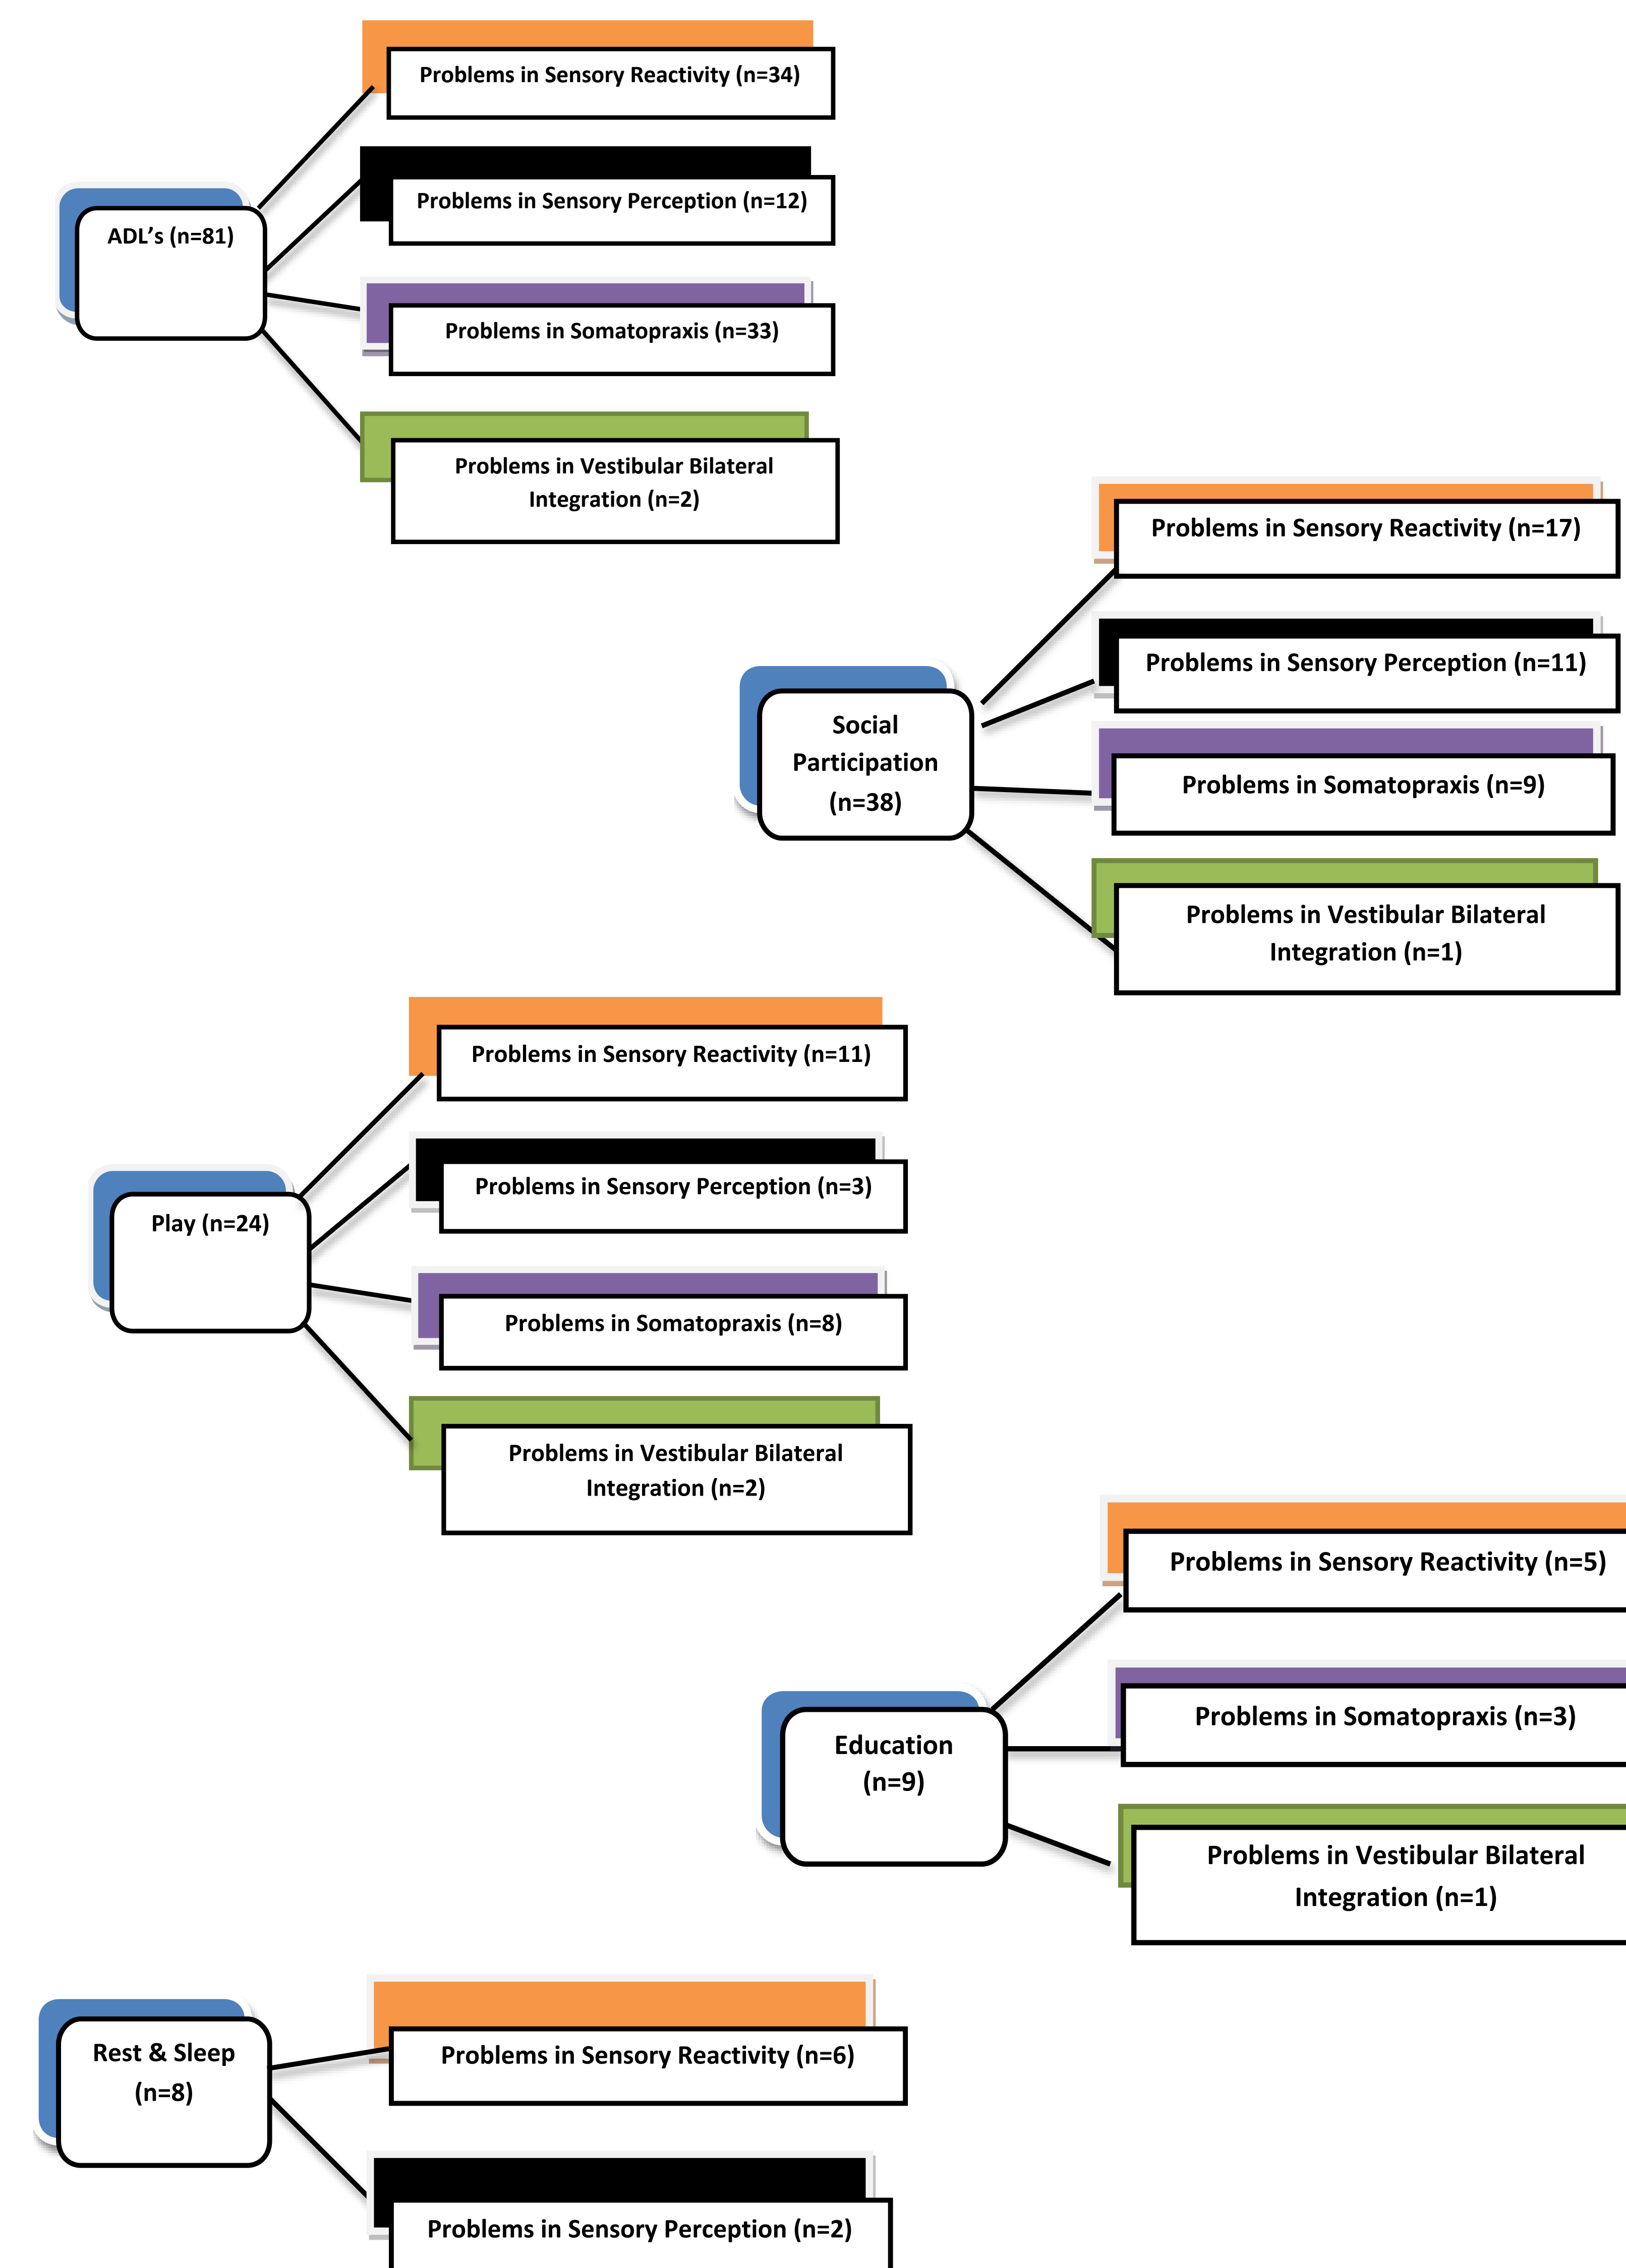 Problems in Sensory Reactivity (n=34)
Problems in Sensory Perception (n=12)
ADL’s (n=81)
Problems in Somatopraxis (n=33)
Problems in Vestibular Bilateral
Integration (n=2)
Problems in Sensory Reactivity (n=17)
Problems in Sensory Perception (n=11)
Social
Participation
(n=38)
Problems in Somatopraxis (n=9)
Problems in Vestibular Bilateral
Integration (n=1)
Problems in Sensory Reactivity (n=11)
Problems in Sensory Perception (n=3)
Play (n=24)
Problems in Somatopraxis (n=8)
Problems in Vestibular Bilateral
Integration (n=2)
Problems in Sensory Reactivity (n=5)
Problems in Somatopraxis (n=3)
Education
(n=9)
Problems in Vestibular Bilateral
Integration (n=1)
Rest & Sleep
(n=8)
Problems in Sensory Reactivity (n=6)
Problems in Sensory Perception (n=2)